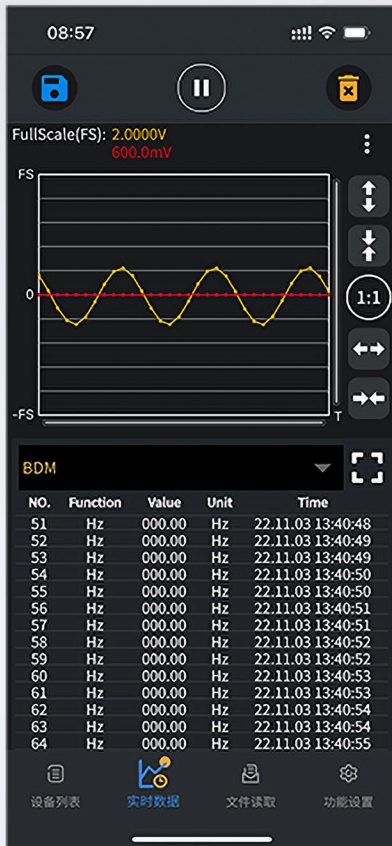 08:57
FullScale(FS): 2.0000V
600.0mV
FS
1:1
0
-FS
T
BDM
NO. Function Value Unit Time
51 Hz 000.00 Hz 22.11.03 13:40:48
52 Hz 000.00 Hz 22.11.03 13:40:49
53 Hz 000.00 Hz 22.11.03 13:40:49
54 Hz 000.00 Hz 22.11.03 13:40:50
55 Hz 000.00 Hz 22.11.03 13:40:50
56 Hz 000.00 Hz 22.11.03 13:40:51
57 Hz 000.00 Hz 22.11.03 13:40:51
58 Hz 000.00 Hz 22.11.03 13:40:52
59 Hz 000.00 Hz 22.11.03 13:40:52
60 Hz 000.00 Hz 22.11.03 13:40:53
61 Hz 000.00 Hz 22.11.03 13:40:53
62 Hz 000.00 Hz 22.11.03 13:40:54
63 Hz 000.00 Hz 22.11.03 13:40:54
64 Hz 000.00 Hz 22.11.03 13:40:55
设备列表 实时数据 文件读取 功能设置